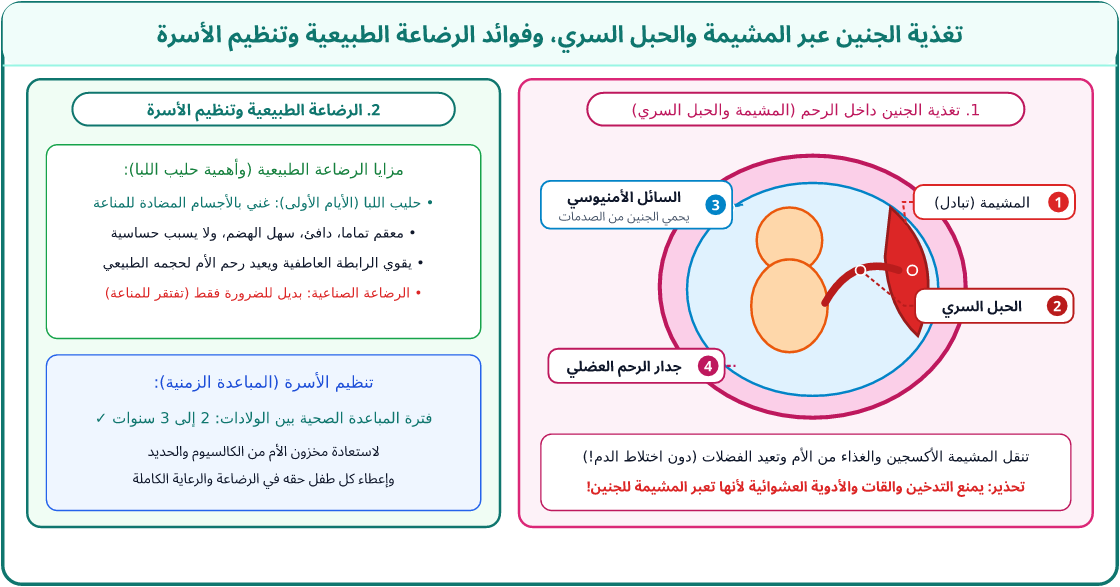 تغذية الجنين عبر المشيمة والحبل السري، وفوائد الرضاعة الطبيعية وتنظيم الأسرة
1. تغذية الجنين داخل الرحم (المشيمة والحبل السري)
1 المشيمة (تبادل)
2 الحبل السري
3 السائل الأمنيوسي
يحمي الجنين من الصدمات
4 جدار الرحم العضلي
تنقل المشيمة الأكسجين والغذاء من الأم وتعيد الفضلات (دون اختلاط الدم!)
تحذير: يمنع التدخين والقات والأدوية العشوائية لأنها تعبر المشيمة للجنين!
2. الرضاعة الطبيعية وتنظيم الأسرة
مزايا الرضاعة الطبيعية (وأهمية حليب اللبا):
• حليب اللبا (الأيام الأولى): غني بالأجسام المضادة للمناعة
• معقم تماما، دافئ، سهل الهضم، ولا يسبب حساسية
• يقوي الرابطة العاطفية ويعيد رحم الأم لحجمه الطبيعي
• الرضاعة الصناعية: بديل للضرورة فقط (تفتقر للمناعة)
تنظيم الأسرة (المباعدة الزمنية):
فترة المباعدة الصحية بين الولادات: 2 إلى 3 سنوات ✓
لاستعادة مخزون الأم من الكالسيوم والحديد
وإعطاء كل طفل حقه في الرضاعة والرعاية الكاملة